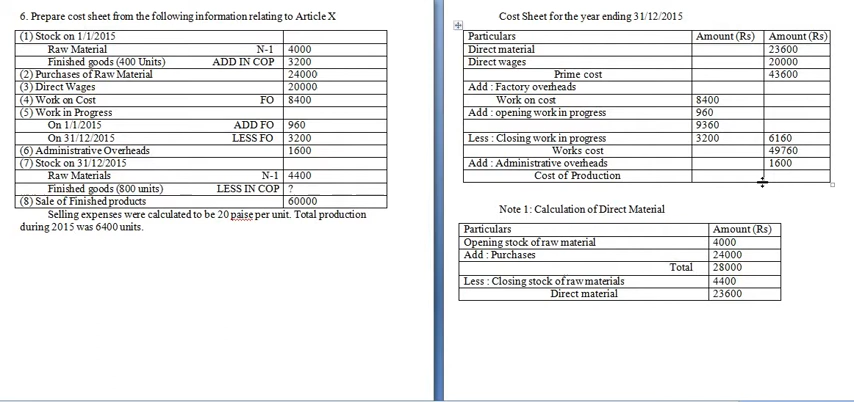 6. Prepare cost sheet from the following information relating to Article X
(1) Stock on 1/1/2015
Raw Material N-1 4000
Finished goods (400 Units) ADD IN COP 3200
(2) Purchases of Raw Material 24000
(3) Direct Wages 20000
(4) Work on Cost FO 8400
(5) Work in Progress
On 1/1/2015 ADD FO 960
On 31/12/2015 LESS FO 3200
(6) Administrative Overheads 1600
(7) Stock on 31/12/2015
Raw Materials N-1 4400
Finished goods (800 units) LESS IN COP ?
(8) Sale of Finished products 60000
Selling expenses were calculated to be 20 paise per unit. Total production
during 2015 was 6400 units.
Cost Sheet for the year ending 31/12/2015
Particulars Amount (Rs) Amount (Rs)
Direct material 23600
Direct wages 20000
Prime cost 43600
Add : Factory overheads
Work on cost 8400
Add : opening work in progress 960
9360
Less : Closing work in progress 3200 6160
Works cost 49760
Add : Administrative overheads 1600
Cost of Production
Note 1: Calculation of Direct Material
Particulars Amount (Rs)
Opening stock of raw material 4000
Add : Purchases 24000
Total 28000
Less : Closing stock of raw materials 4400
Direct material 23600